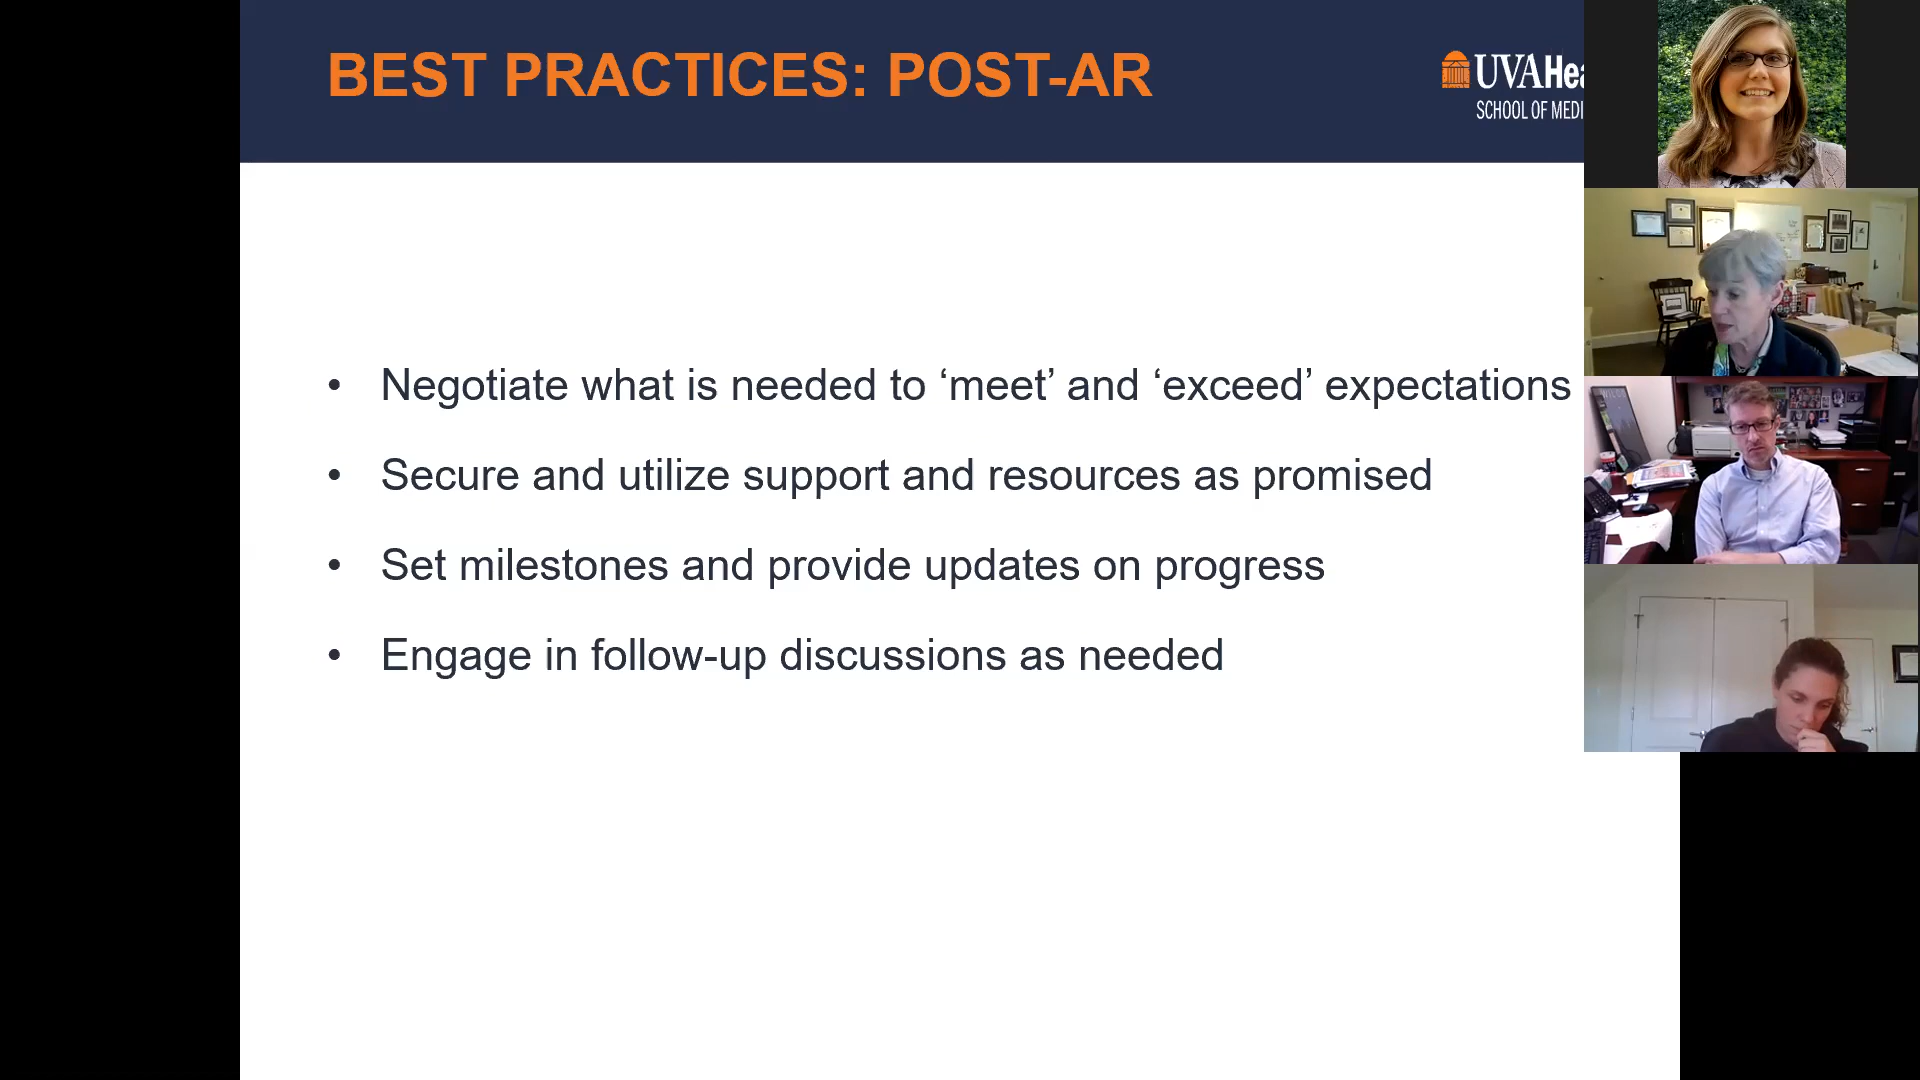 BEST PRACTICES: POST-AR
UVAHea
SCHOOL OF MEDI
• Negotiate what is needed to ‘meet’ and ‘exceed’ expectations
• Secure and utilize support and resources as promised
• Set milestones and provide updates on progress
• Engage in follow-up discussions as needed